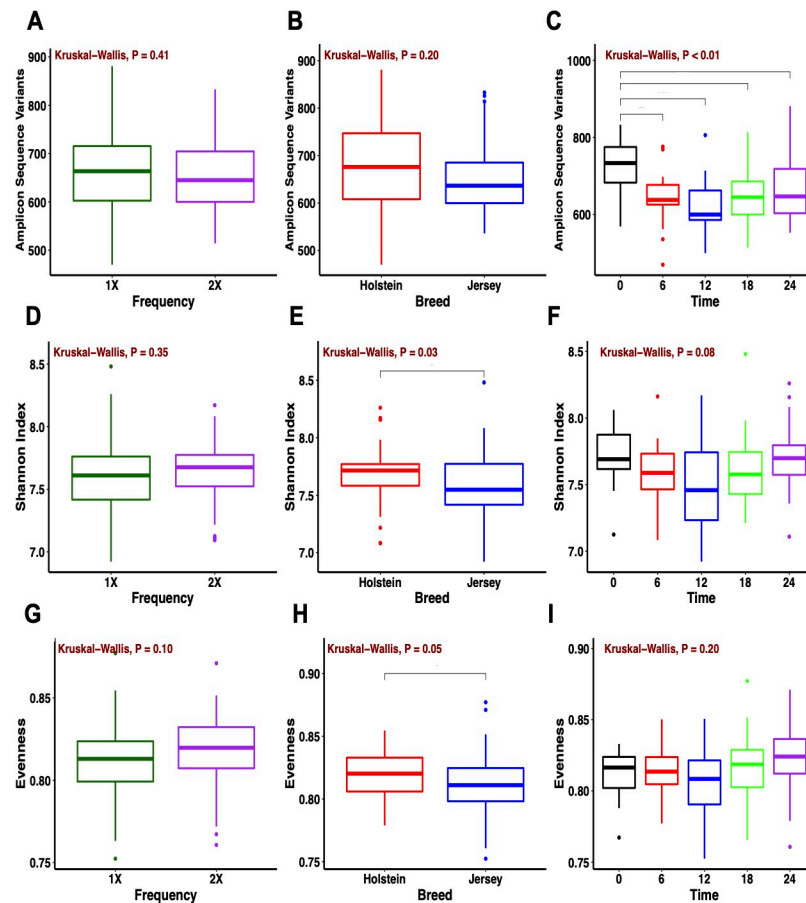 A
Kruskal-Wallis, P = 0.41
Amplicon Sequence Variants
900
800
700
600
500
1X
2X
Frequency
B
Kruskal-Wallis, P = 0.20
Amplicon Sequence Variants
900
800
700
600
500
Holstein
Jersey
Breed
C
Kruskal-Wallis, P < 0.01
Amplicon Sequence Variants
1000
800
600
0
6
12
18
24
Time
D
Kruskal-Wallis, P = 0.35
Shannon Index
8.5
8.0
7.5
7.0
1X
2X
Frequency
E
Kruskal-Wallis, P = 0.03
Shannon Index
8.5
8.0
7.5
7.0
Holstein
Jersey
Breed
F
Kruskal-Wallis, P = 0.08
Shannon Index
8.5
8.0
7.5
7.0
0
6
12
18
24
Time
G
Kruskal-Wallis, P = 0.10
Evenness
0.85
0.80
0.75
1X
2X
Frequency
H
Kruskal-Wallis, P = 0.05
Evenness
0.90
0.85
0.80
0.75
Holstein
Jersey
Breed
I
Kruskal-Wallis, P = 0.20
Evenness
0.90
0.85
0.80
0.75
0
6
12
18
24
Time